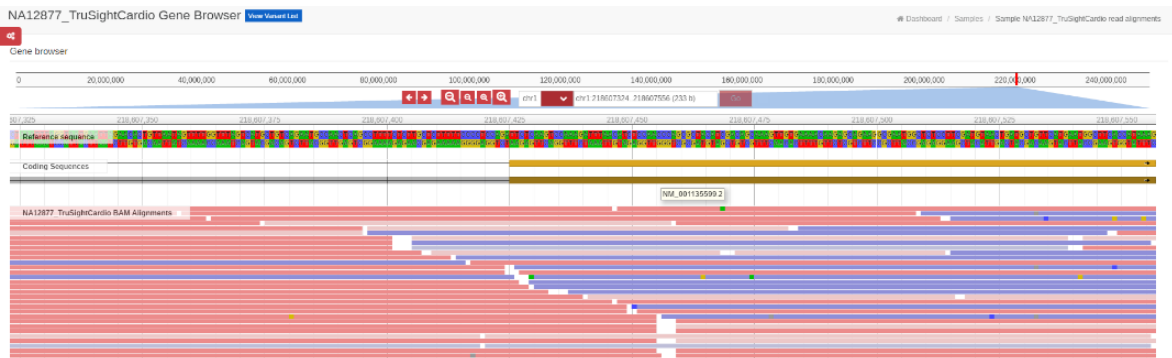 NA12877_TruSightCardio Gene Browser View Variant List
Dashboard / Samples / Sample NA12877_TruSightCardio read alignments
Gene browser
0 20,000,000 40,000,000 60,000,000 80,000,000 100,000,000 120,000,000 140,000,000 160,000,000 180,000,000 200,000,000 220,000,000 240,000,000
chr1 chr1:218607324..218607556 (233 b) Go
607,325 218,607,350 218,607,375 218,607,400 218,607,425 218,607,450 218,607,475 218,607,500 218,607,525 218,607,550
Reference sequence
Coding Sequences
NM_001135599.2
NA12877_TruSightCardio BAM Alignments